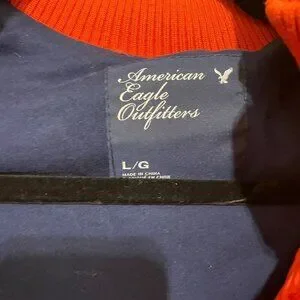 American
Eagle
Outfitters
L/G
MADE IN CHINA